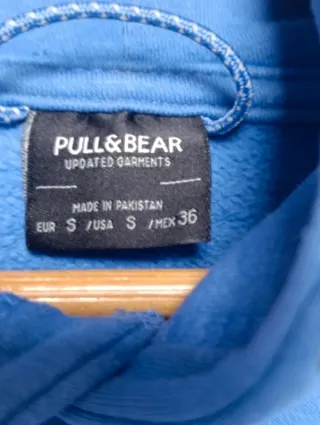 PULL&BEAR
UPDATED GARMENTS
MADE IN PAKISTAN
EUR S /USA S /MEX 36